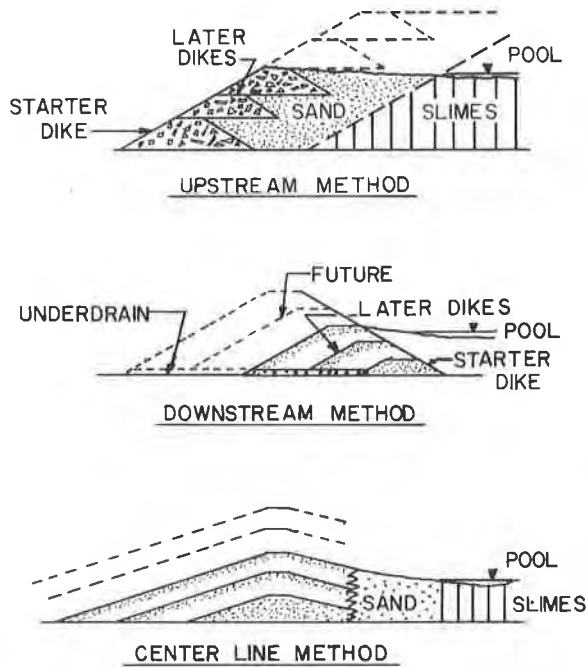 LATER
DIKES
POOL
STARTER
DIKE
SAND
SLIMES
UPSTREAM METHOD
FUTURE
UNDERDRAIN
LATER DIKES
POOL
STARTER
DIKE
DOWNSTREAM METHOD
POOL
SAND
SLIMES
CENTER LINE METHOD